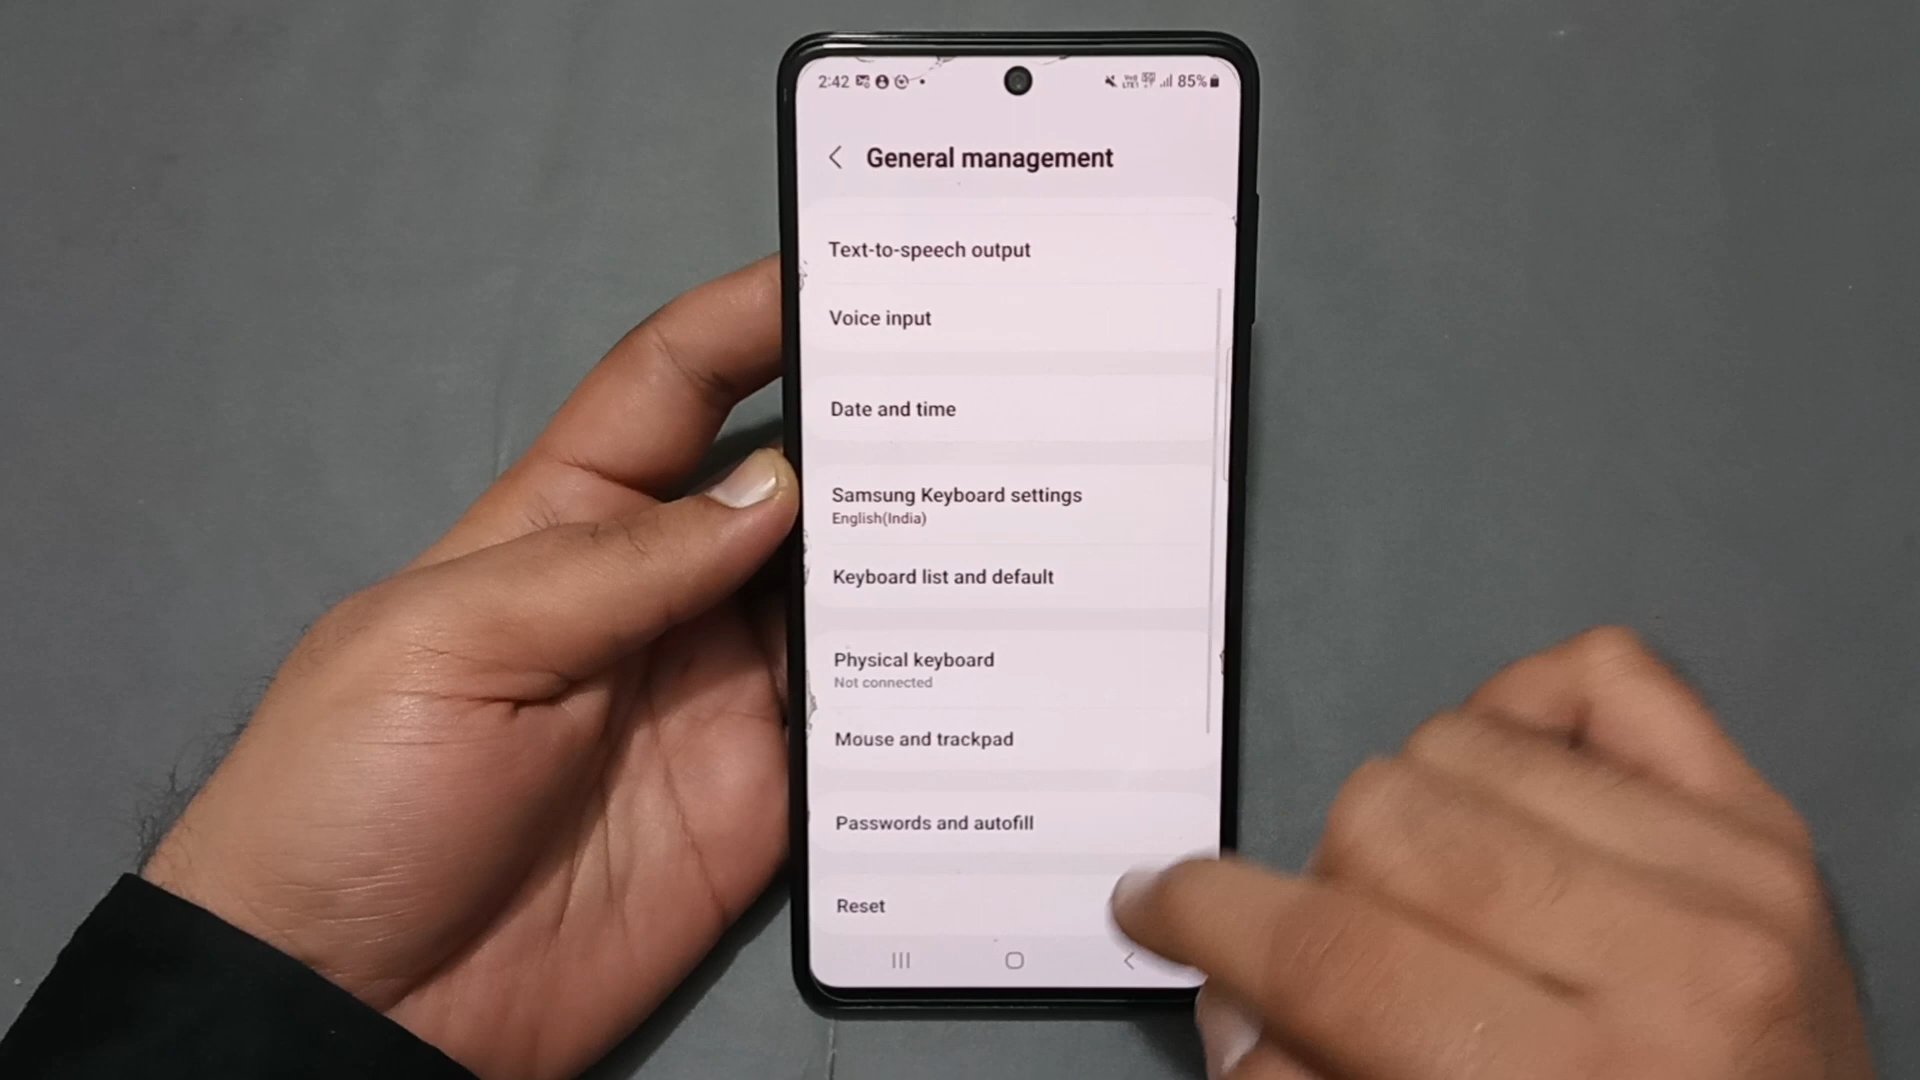 2:42
85%
General management
Text-to-speech output
Voice input
Date and time
Samsung Keyboard settings
English(India)
Keyboard list and default
Physical keyboard
Not connected
Mouse and trackpad
Passwords and autofill
Reset